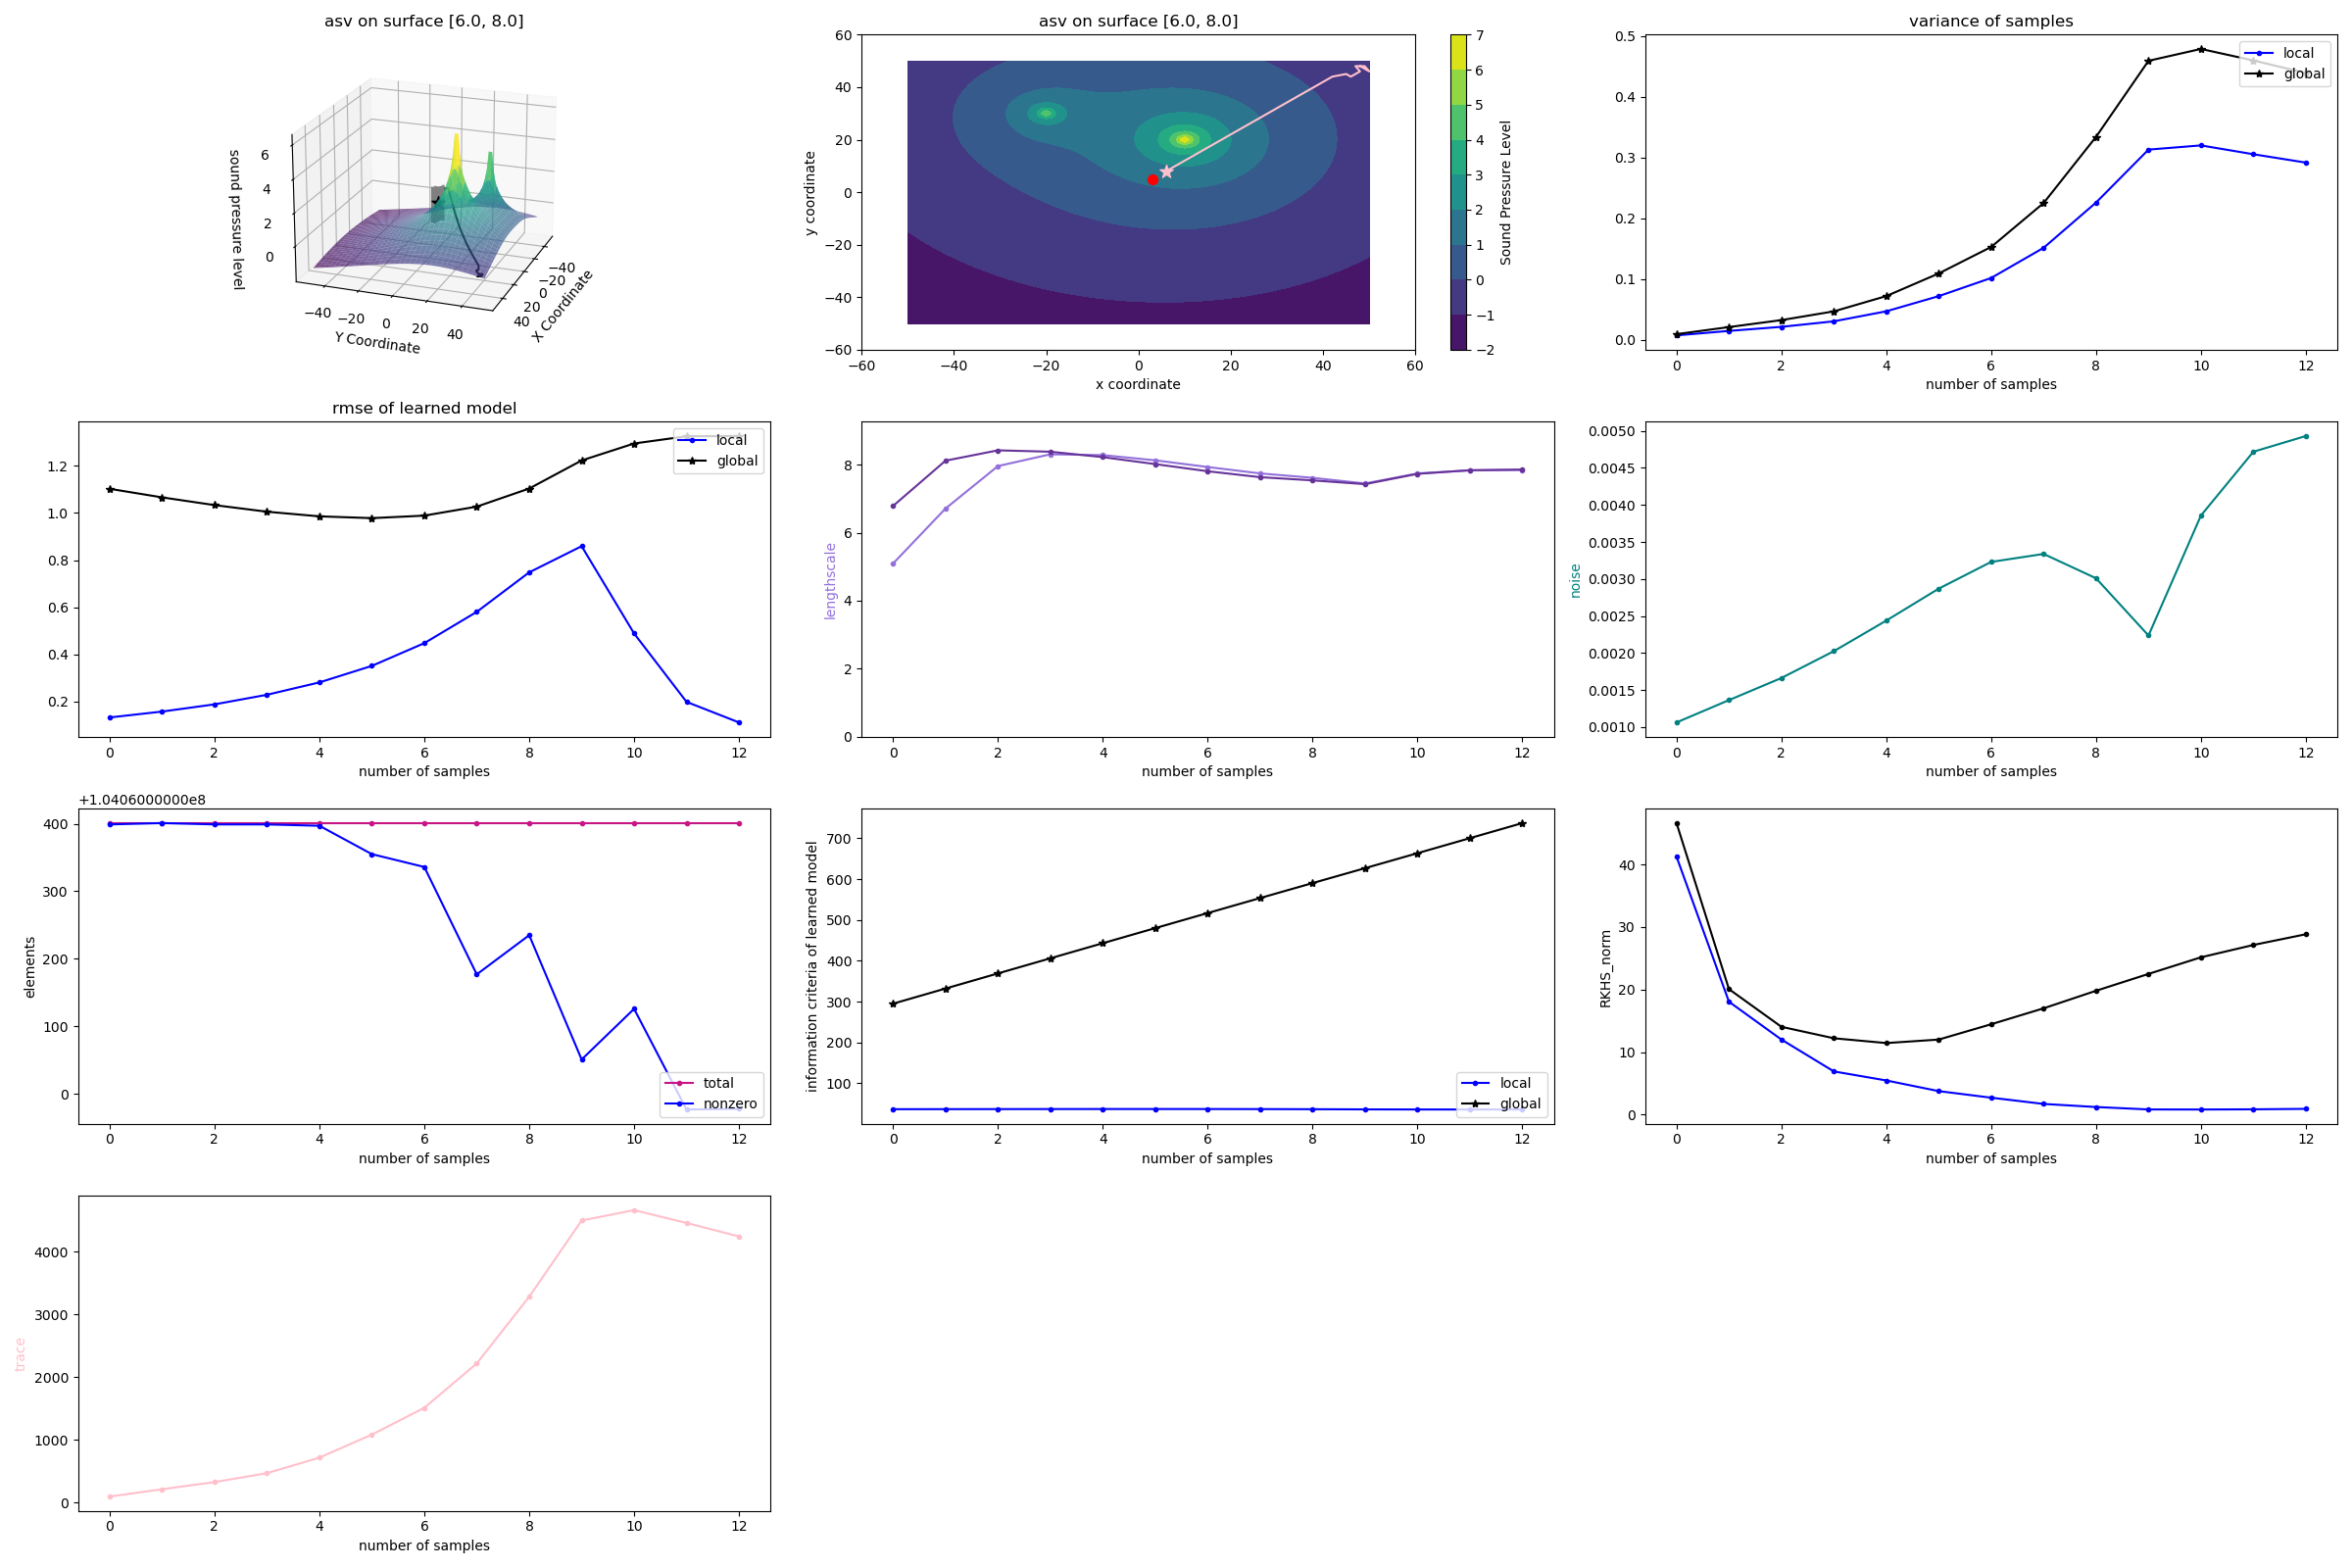 asv on surface [6.0, 8.0]
sound pressure level
6
4
2
0
−40
−20
0
20
40
Y Coordinate
−40
−20
0
20
40
X Coordinate
asv on surface [6.0, 8.0]
y coordinate
60
40
20
0
−20
−40
−60
−60 −40 −20 0 20 40 60
x coordinate
7
6
5
4
3
2
1
0
−1
−2
Sound Pressure Level
variance of samples
0.5
0.4
0.3
0.2
0.1
0.0
local
global
0 2 4 6 8 10 12
number of samples
rmse of learned model
1.2
1.0
0.8
0.6
0.4
0.2
local
global
0 2 4 6 8 10 12
number of samples
lengthscale
8
6
4
2
0
0 2 4 6 8 10 12
number of samples
noise
0.0050
0.0045
0.0040
0.0035
0.0030
0.0025
0.0020
0.0015
0.0010
0 2 4 6 8 10 12
number of samples
+1.0406000000e8
elements
400
300
200
100
0
total
nonzero
0 2 4 6 8 10 12
number of samples
information criteria of learned model
700
600
500
400
300
200
100
local
global
0 2 4 6 8 10 12
number of samples
RKHS_norm
40
30
20
10
0
0 2 4 6 8 10 12
number of samples
trace
4000
3000
2000
1000
0
0 2 4 6 8 10 12
number of samples